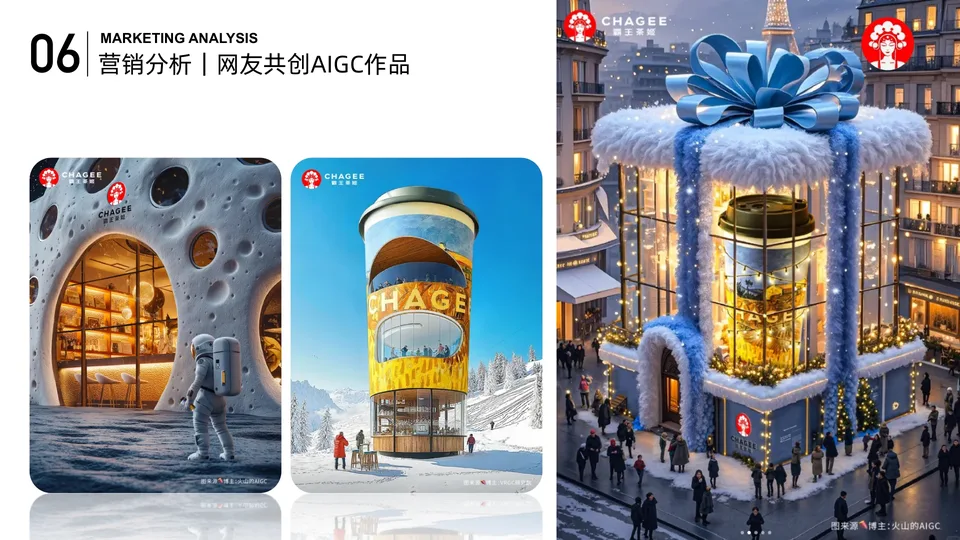 06
MARKETING ANALYSIS
营销分析｜网友共创AIGC作品
CHAGEE
霸王茶姬
CHAGEE
霸王茶姬
图来源 博主:火山的AIGC
CHAGEE
霸王茶姬
CHAGE
CHAGEE
霸王茶姬
CHAGEE
图来源 博主:火山的AIGC